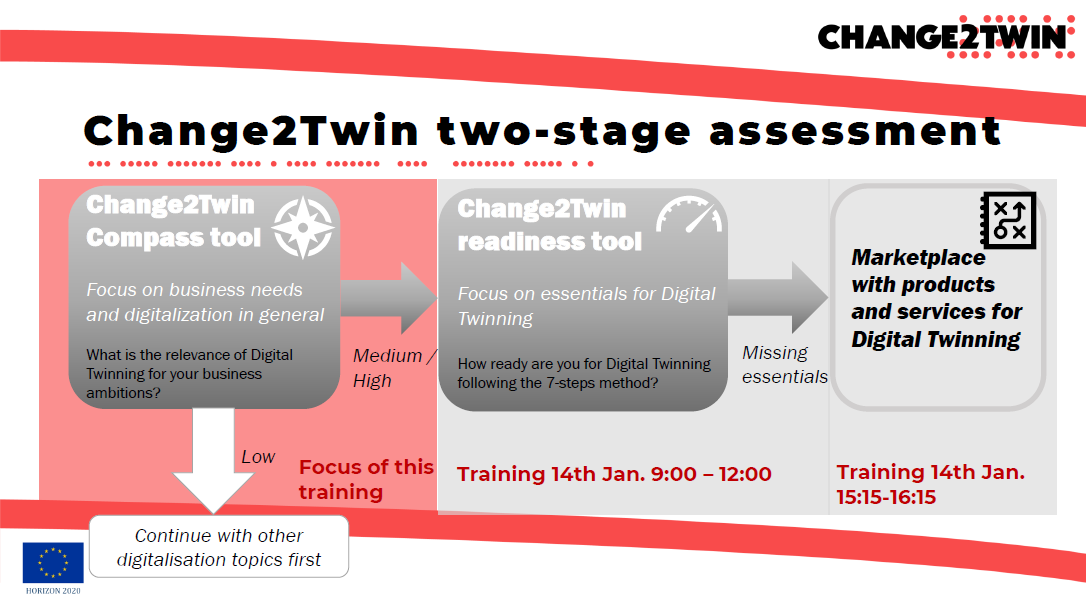 CHANGE2TWIN
Change2Twin two-stage assessment
Change2Twin
Compass tool
Focus on business needs
and digitalization in general
What is the relevance of Digital
Twinning for your business
ambitions?
Medium /
High
Low
Focus of this
training
Continue with other
digitalisation topics first
Change2Twin
readiness tool
Focus on essentials for Digital
Twinning
How ready are you for Digital Twinning
following the 7-steps method?
Missing
essentials
Training 14th Jan. 9:00 – 12:00
Marketplace
with products
and services for
Digital Twinning
Training 14th Jan.
15:15-16:15
HORIZON 2020